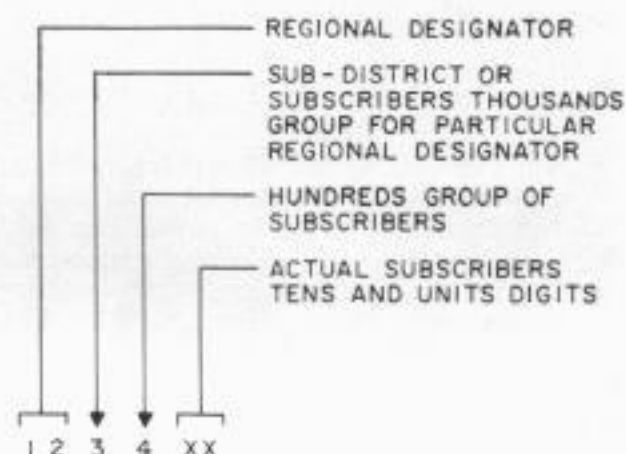 REGIONAL DESIGNATOR
SUB-DISTRICT OR
SUBSCRIBERS THOUSANDS
GROUP FOR PARTICULAR
REGIONAL DESIGNATOR
HUNDREDS GROUP OF
SUBSCRIBERS
ACTUAL SUBSCRIBERS
TENS AND UNITS DIGITS
1 2 3 4 XX